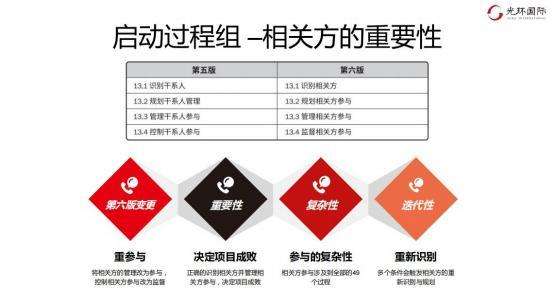 光环国际
启动过程组 –相关方的重要性
第五版 第六版
13.1 识别干系人 13.1 识别相关方
13.2 规划干系人管理 13.2 规划相关方参与
13.3 管理干系人参与 13.3 管理相关方参与
13.4 控制干系人参与 13.4 监督相关方参与
第六版变更 重要性 复杂性 迭代性
重参与 决定项目成败 参与的复杂性 重新识别
将相关方的管理改为参与， 正确的识别相关方并管理相 相关方参与涉及到全部的49 多个条件会触发相关方的重
控制相关方参与改为监督 关方参与，决定项目成败 个过程 新识别与规划